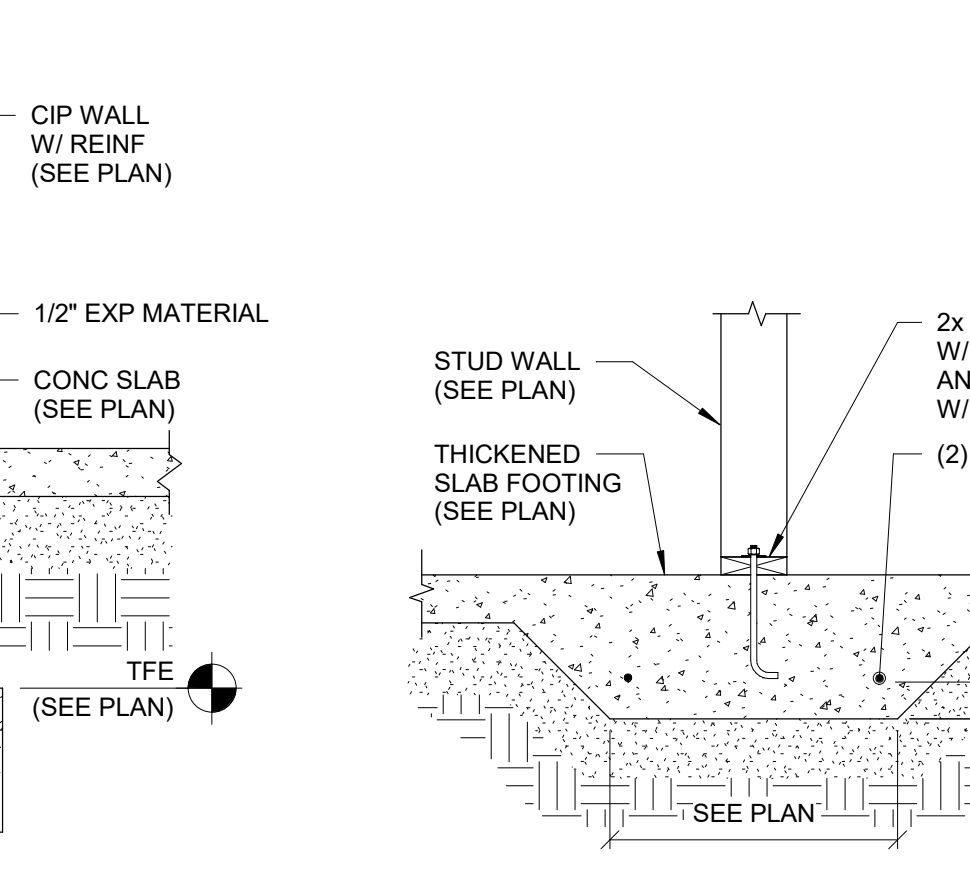 CIP WALL
W/ REINF
(SEE PLAN)
1/2" EXP MATERIAL
CONC SLAB
(SEE PLAN)
TFE
(SEE PLAN)
STUD WALL
(SEE PLAN)
THICKENED
SLAB FOOTING
(SEE PLAN)
2x
W/
AN
W/
(2)
SEE PLAN